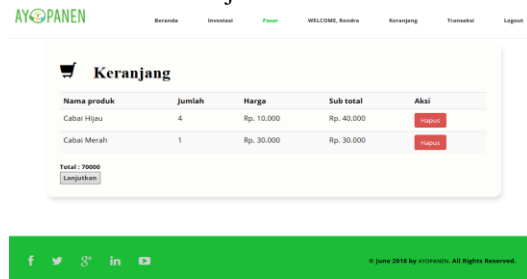 AYOPANEN
Beranda Investasi Pasar WELCOME, Rendra Keranjang Transaksi Logout
Keranjang
Nama produk Jumlah Harga Sub total Aksi
Cabai Hijau 4 Rp. 10.000 Rp. 40.000 Hapus
Cabai Merah 1 Rp. 30.000 Rp. 30.000 Hapus
Total : 70000
Lanjutkan
© June 2018 by AYOPANEN. All Rights Reserved.